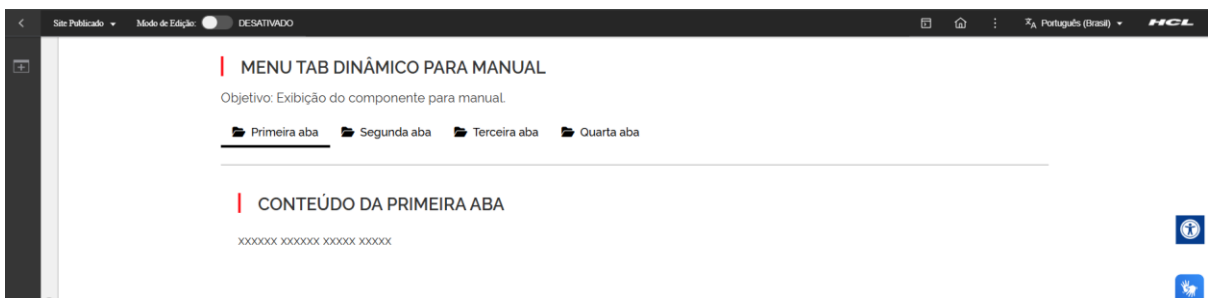 Site Publicado Modo de Edição: DESATIVADO Português (Brasil) HCL
MENU TAB DINÂMICO PARA MANUAL
Objetivo: Exibição do componente para manual.
Primeira aba Segunda aba Terceira aba Quarta aba
CONTEÚDO DA PRIMEIRA ABA
xxxxxx xxxxxx xxxxx xxxxx